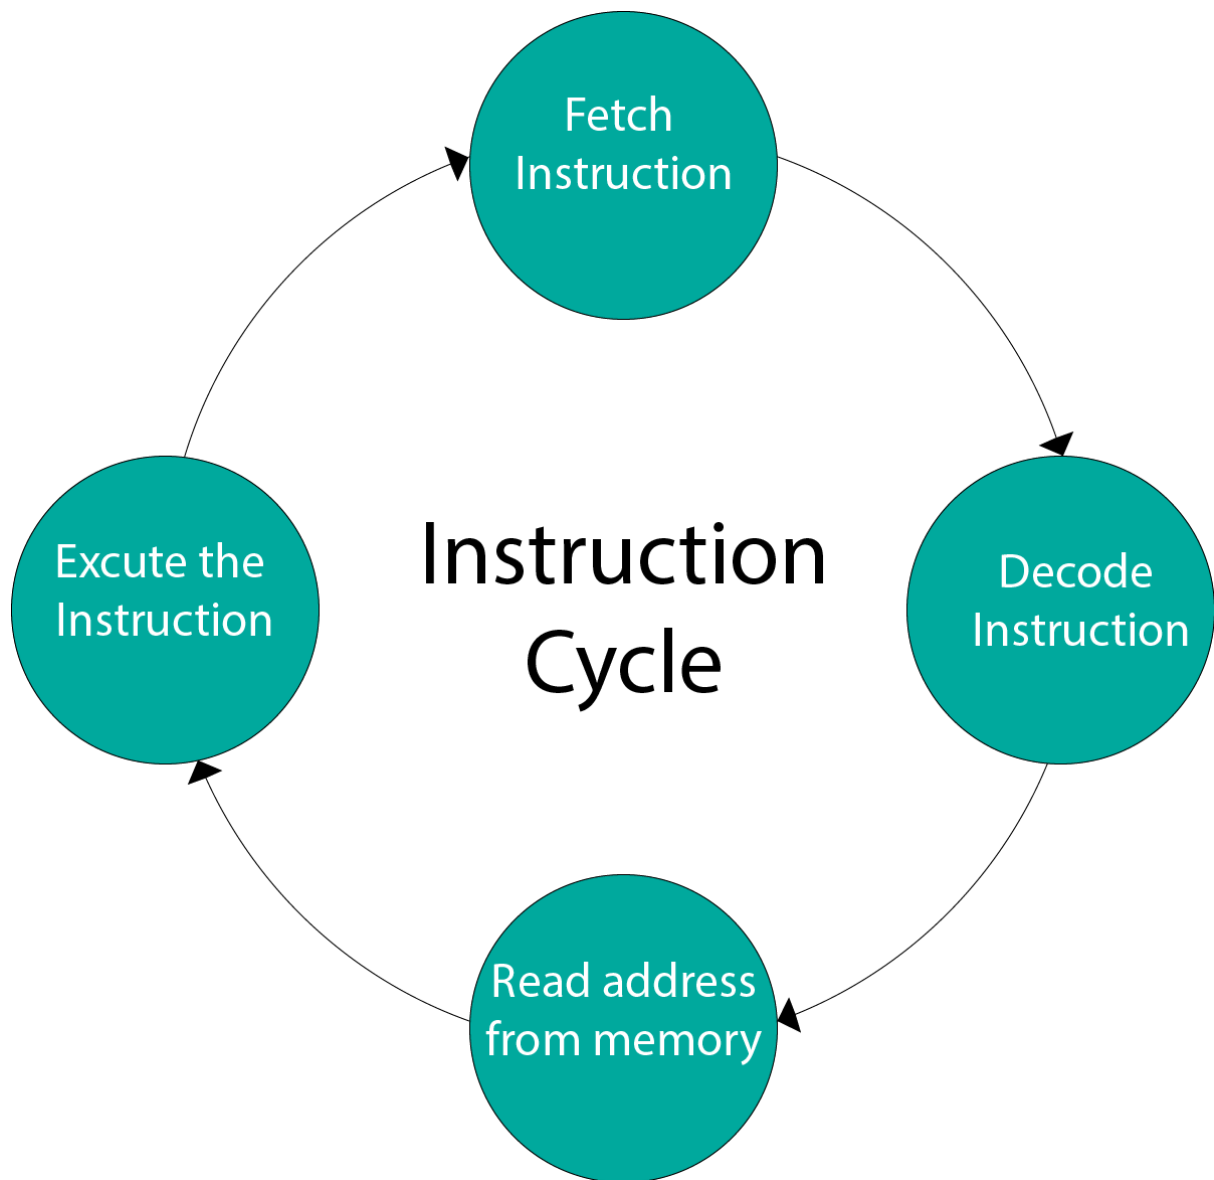 Fetch
Instruction
Excute the
Instruction
Instruction
Cycle
Decode
Instruction
Read address
from memory